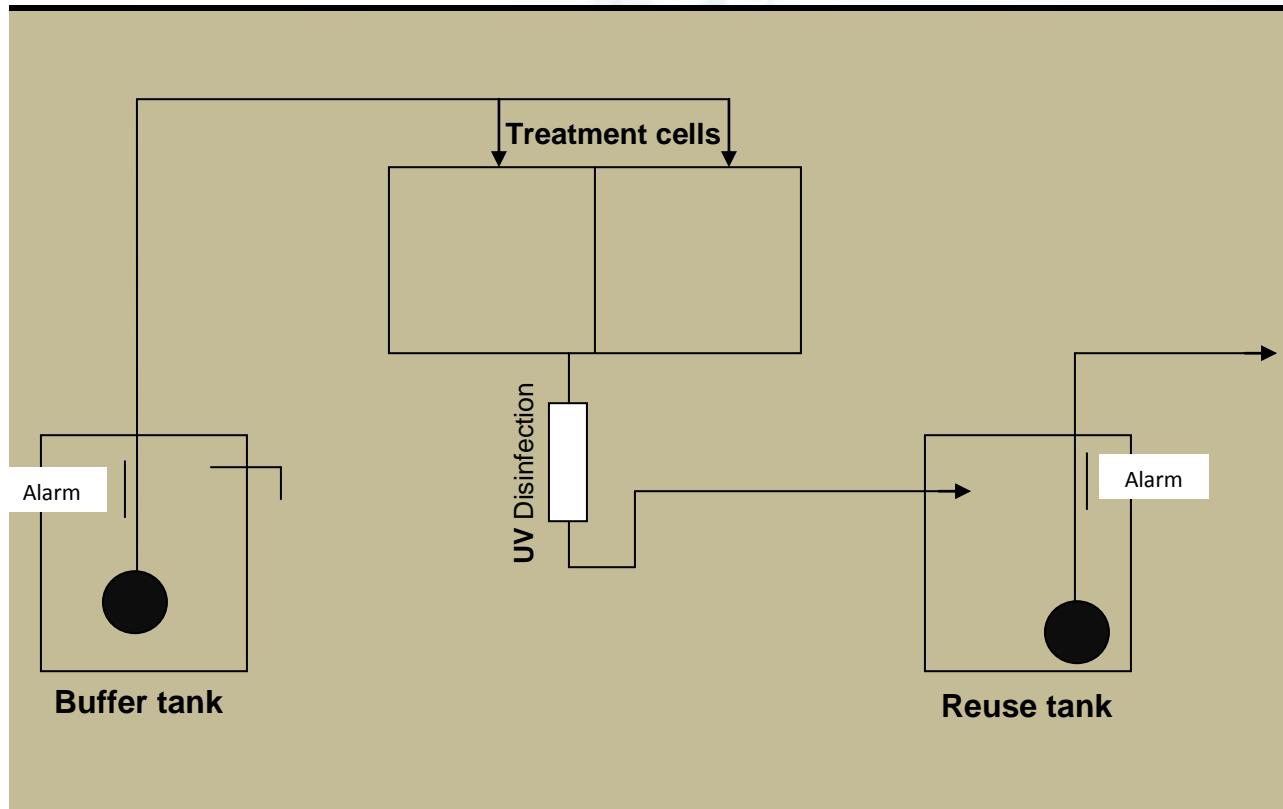 Treatment cells
UV Disinfection
Alarm
Alarm
Buffer tank
Reuse tank